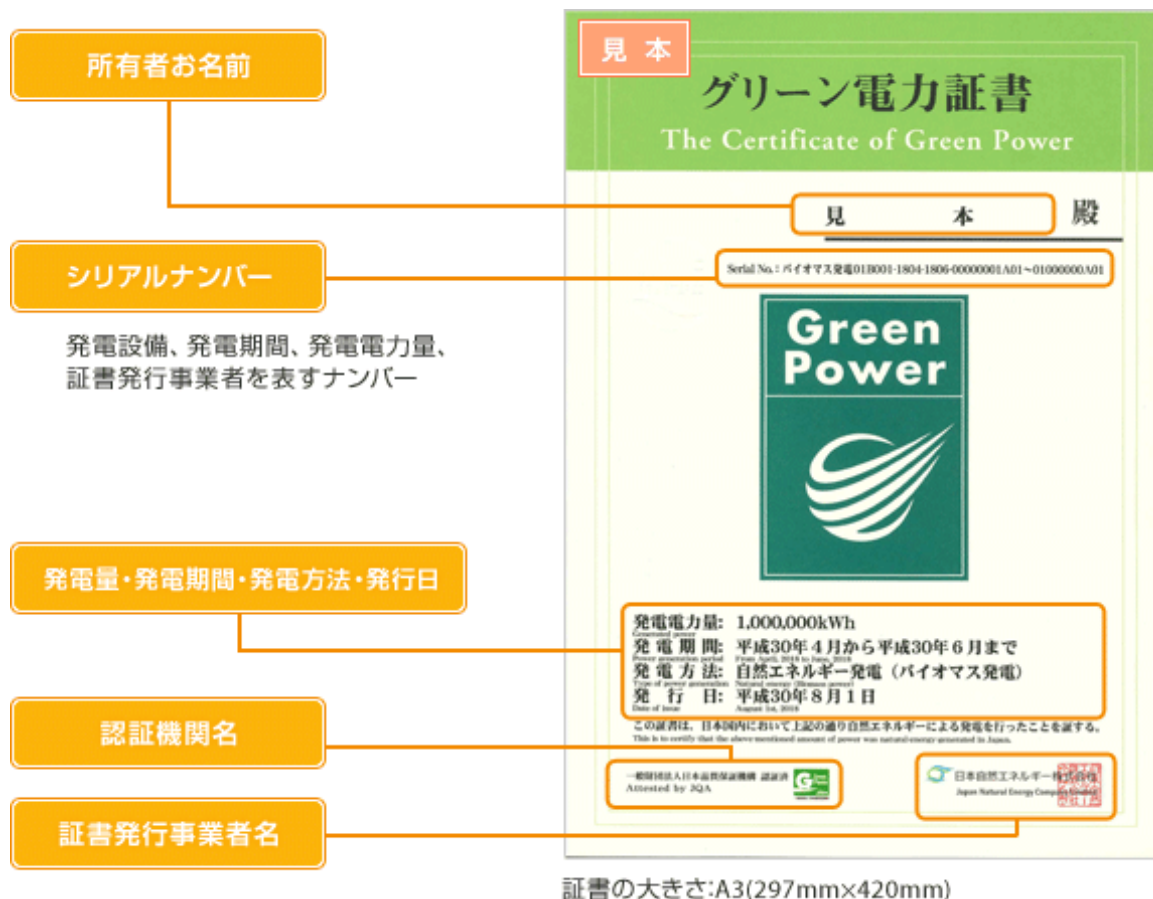 所有者お名前
シリアルナンバー
発電設備、発電期間、発電電力量、
証書発行事業者を表すナンバー
発電量・発電期間・発電方法・発行日
認証機関名
証書発行事業者名
見本
グリーン電力証書
The Certificate of Green Power
見本 殿
Serial No.：バイオマス発電01B001-1804-1806-00000001A01～01000000A01
Green
Power
発電電力量: 1,000,000kWh
Generated power
発電期間: 平成30年4月から平成30年6月まで
Power generation period From April, 2018 to June, 2018
発電方法: 自然エネルギー発電（バイオマス発電）
Type of power generation Natural energy (Biomass power)
発行日: 平成30年8月1日
Date of Issue August 1st, 2018
この証書は、日本国内において上記の通り自然エネルギーによる発電を行ったことを証する。
This is to certify that the above-mentioned amount of power was natural energy generated in Japan.
一般財団法人日本品質保証機構 認証済
Attested by JQA
日本自然エネルギー株式会社
Japan Natural Energy Company Limited
証書の大きさ:A3(297mm×420mm)